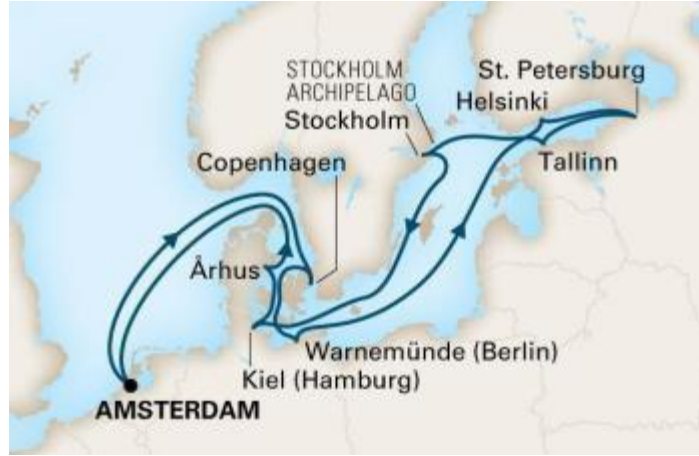 STOCKHOLM
ARCHIPELAGO
Stockholm
St. Petersburg
Helsinki
Tallinn
Copenhagen
Århus
Warnemünde (Berlin)
Kiel (Hamburg)
AMSTERDAM